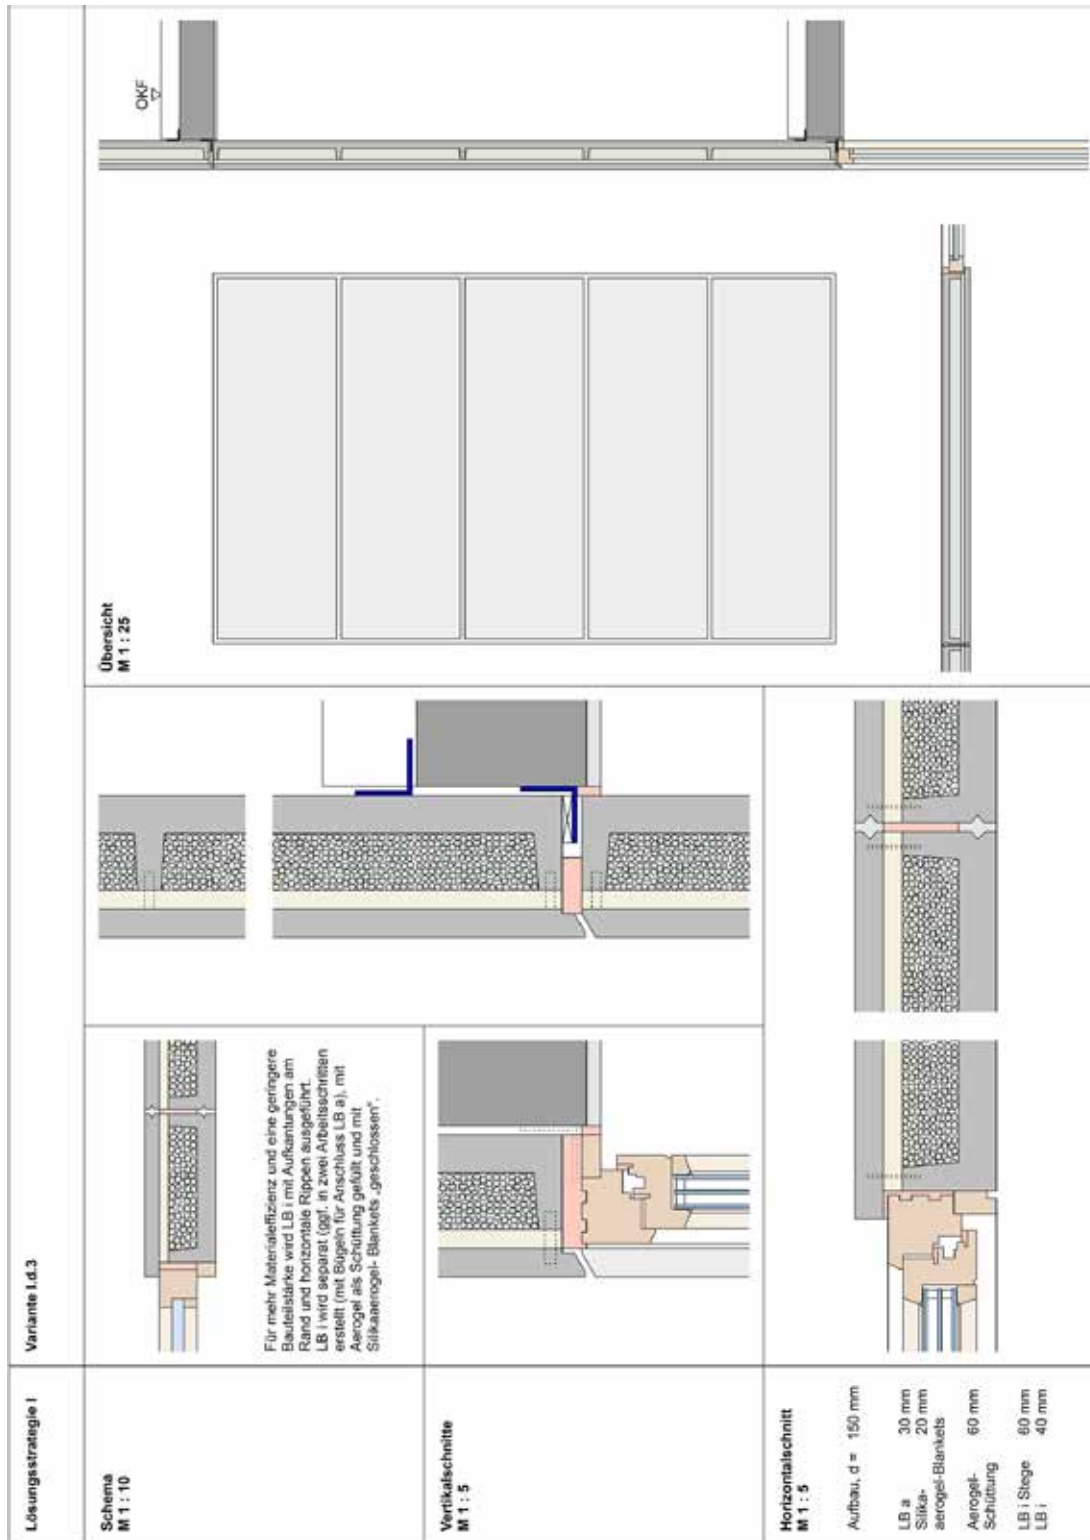 Lösungsstrategie I
Variante I.d.3
Schema
M 1 : 10
Für mehr Materialeffizienz und eine geringere
Bauteilstärke wird LB i mit Aufkantungen am
Rand und horizontale Rippen ausgeführt.
LB i wird separat (ggf. in zwei Arbeitsschritten
erstellt (mit Bügeln für Anschluss LB a), mit
Aerogel als Schüttung gefüllt und mit
Silikaaerogel- Blankets „geschlossen“.
Übersicht
M 1 : 25
OKF
Vertikalschnitte
M 1 : 5
Horizontalschnitt
M 1 : 5
Aufbau, d = 150 mm
LB a 30 mm
Silika- 20 mm
aerogel-Blankets
Aerogel- 60 mm
Schüttung
LB i Stege 60 mm
LB i 40 mm